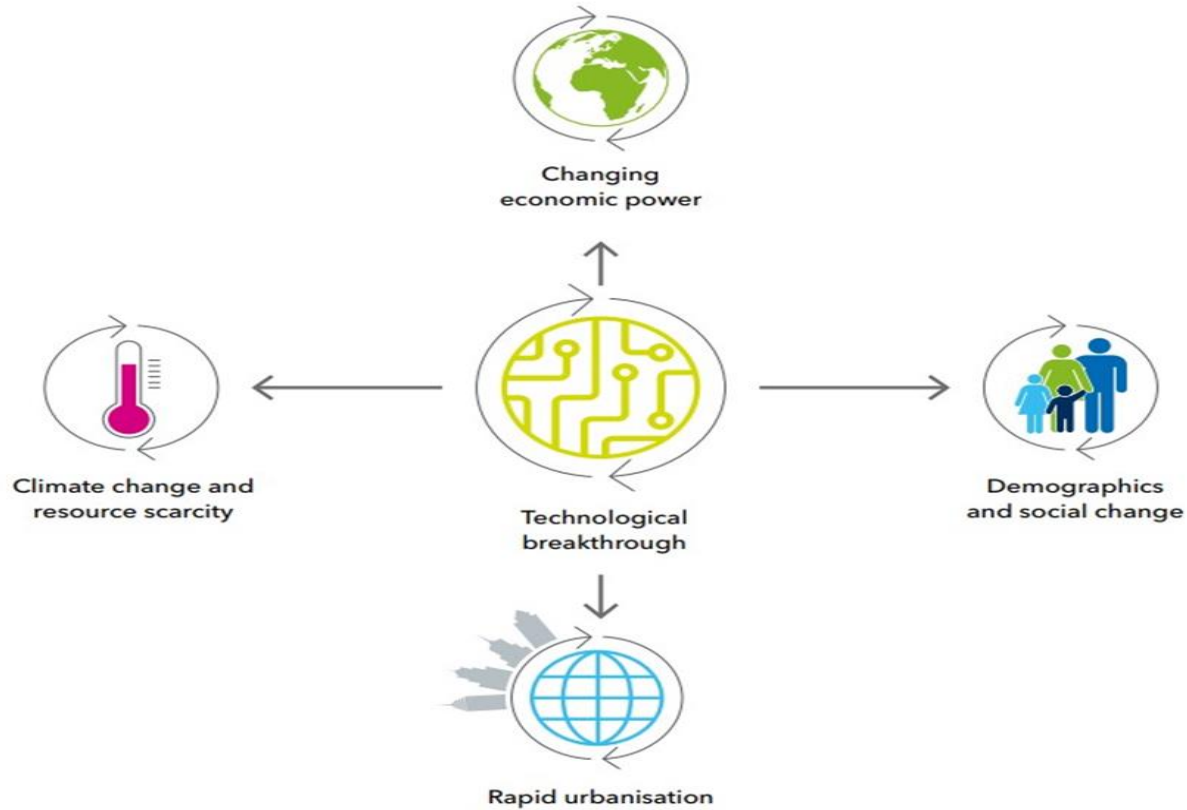 Changing
economic power
Climate change and
resource scarcity
Technological
breakthrough
Demographics
and social change
Rapid urbanisation